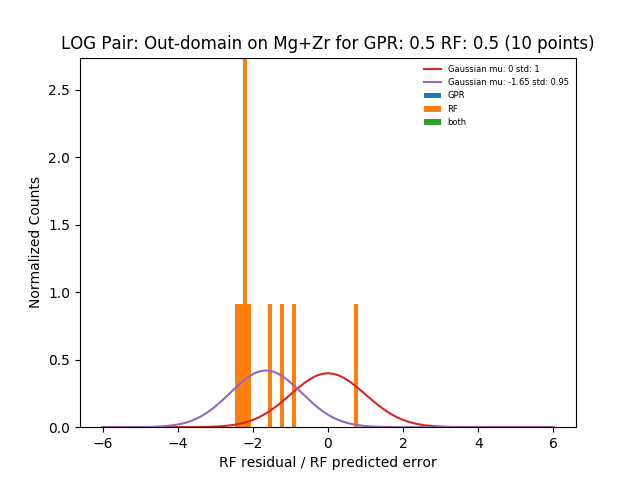 LOG Pair: Out-domain on Mg+Zr for GPR: 0.5 RF: 0.5 (10 points)
Gaussian mu: 0 std: 1
Gaussian mu: -1.65 std: 0.95
GPR
RF
both
Normalized Counts
2.5
2.0
1.5
1.0
0.5
0.0
−6 −4 −2 0 2 4 6
RF residual / RF predicted error